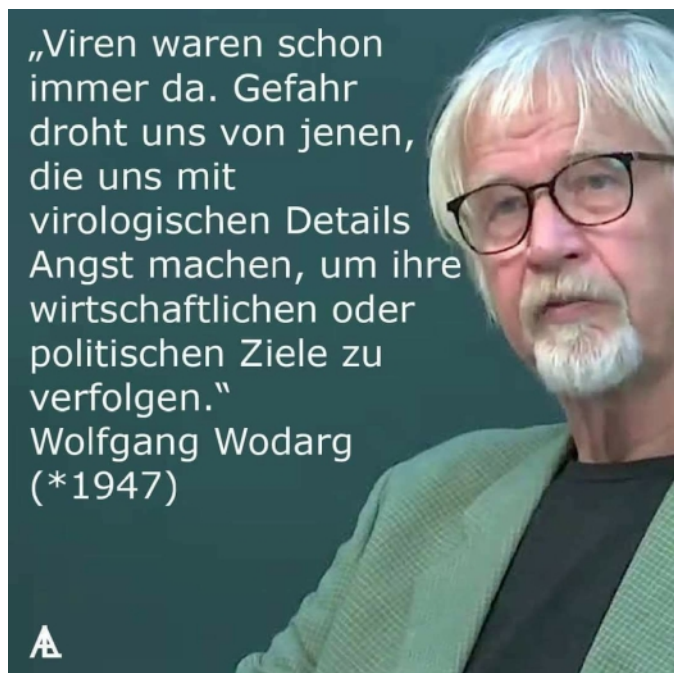 „Viren waren schon
immer da. Gefahr
droht uns von jenen,
die uns mit
virologischen Details
Angst machen, um ihre
wirtschaftlichen oder
politischen Ziele zu
verfolgen.“
Wolfgang Wodarg
(*1947)